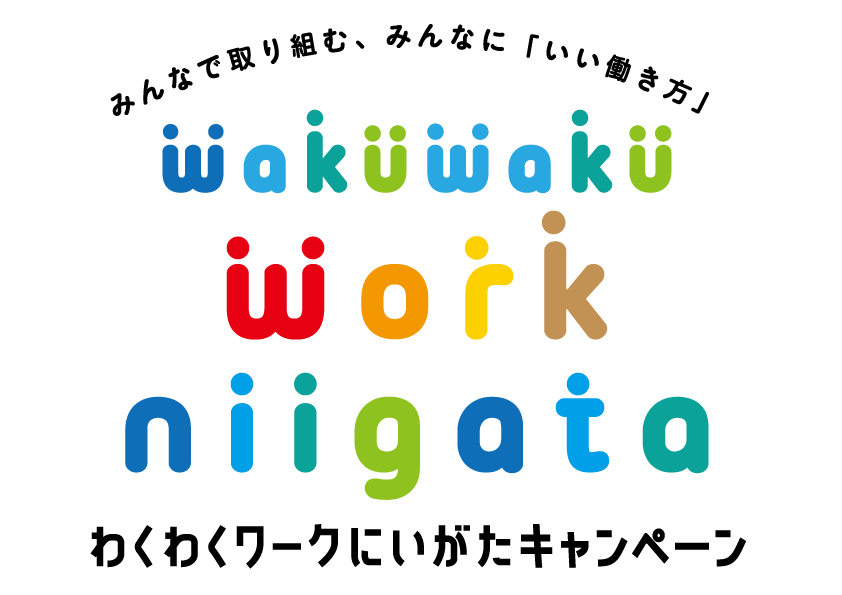 みんなで取り組む、みんなに「いい働き方」
wakuwaku
work
niigata
わくわくワークにいがたキャンペーン